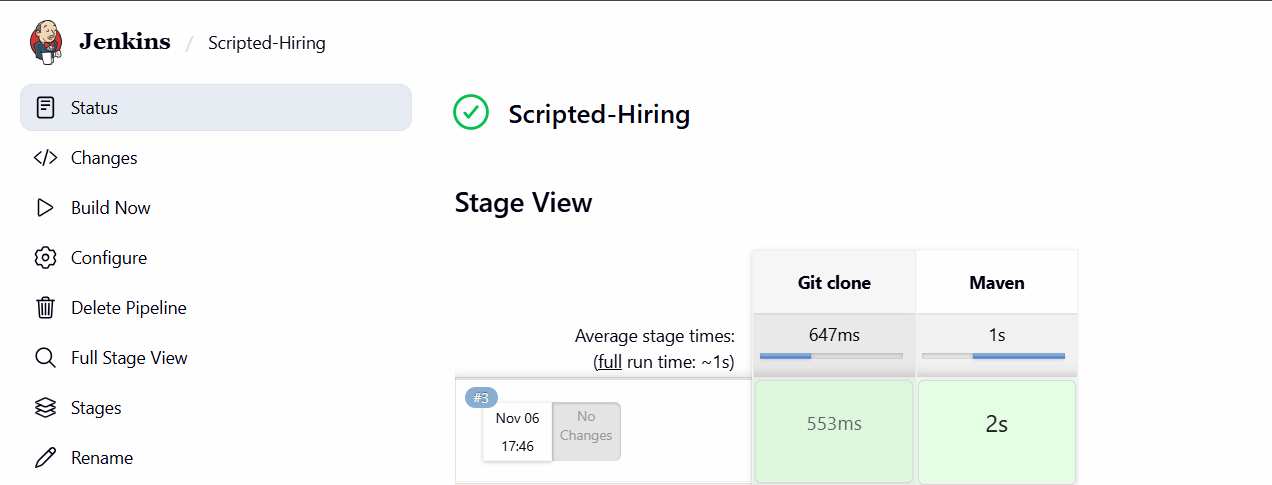 Jenkins / Scripted-Hiring
Status
Changes
Build Now
Configure
Delete Pipeline
Full Stage View
Stages
Rename
Scripted-Hiring
Stage View
Git clone Maven
Average stage times: 647ms 1s
(full run time: ~1s)
#3
Nov 06
17:46
No
Changes
553ms 2s